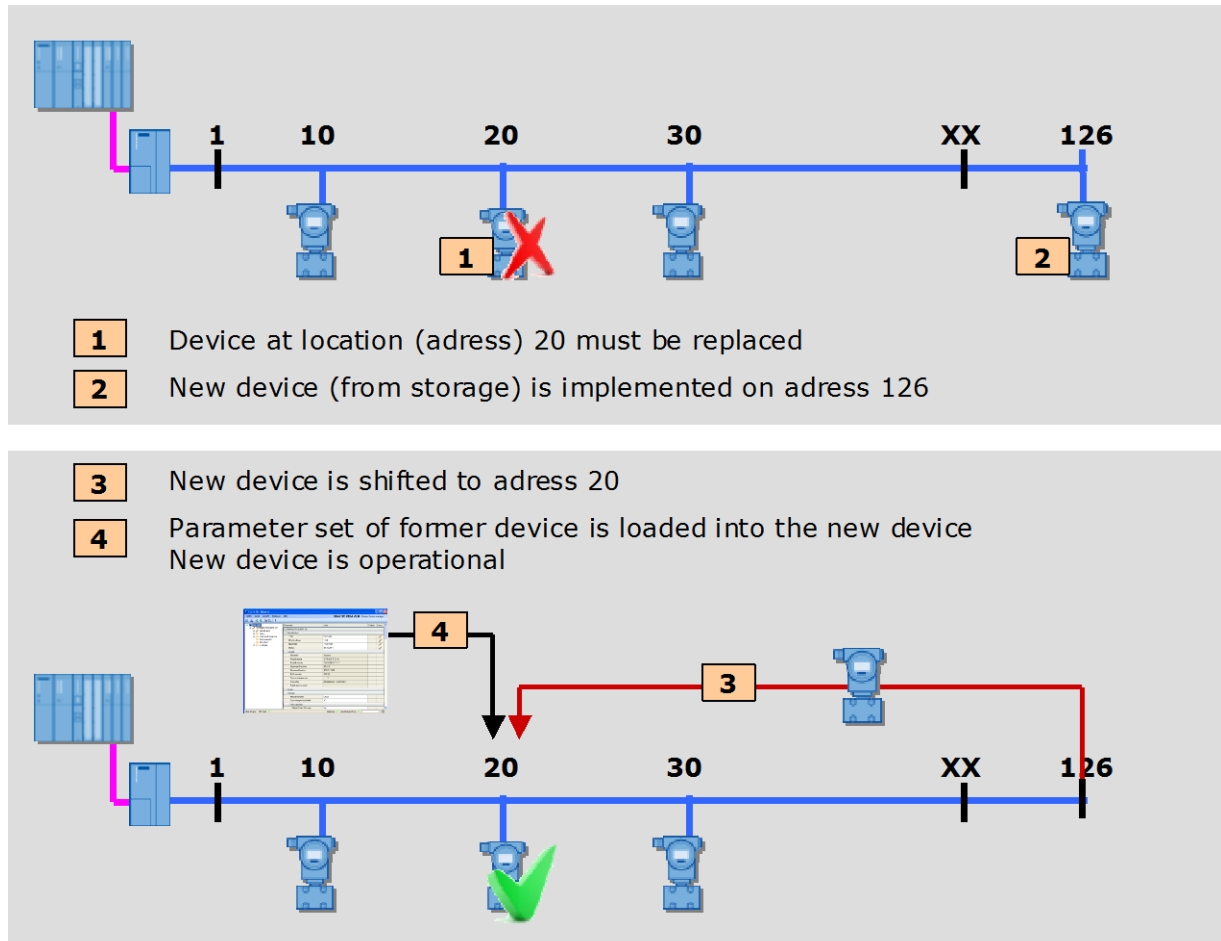 1 10 20 30 XX 126
1 2
1 Device at location (adress) 20 must be replaced
2 New device (from storage) is implemented on adress 126
3 New device is shifted to adress 20
4 Parameter set of former device is loaded into the new device
New device is operational
4
3
1 10 20 30 XX 126